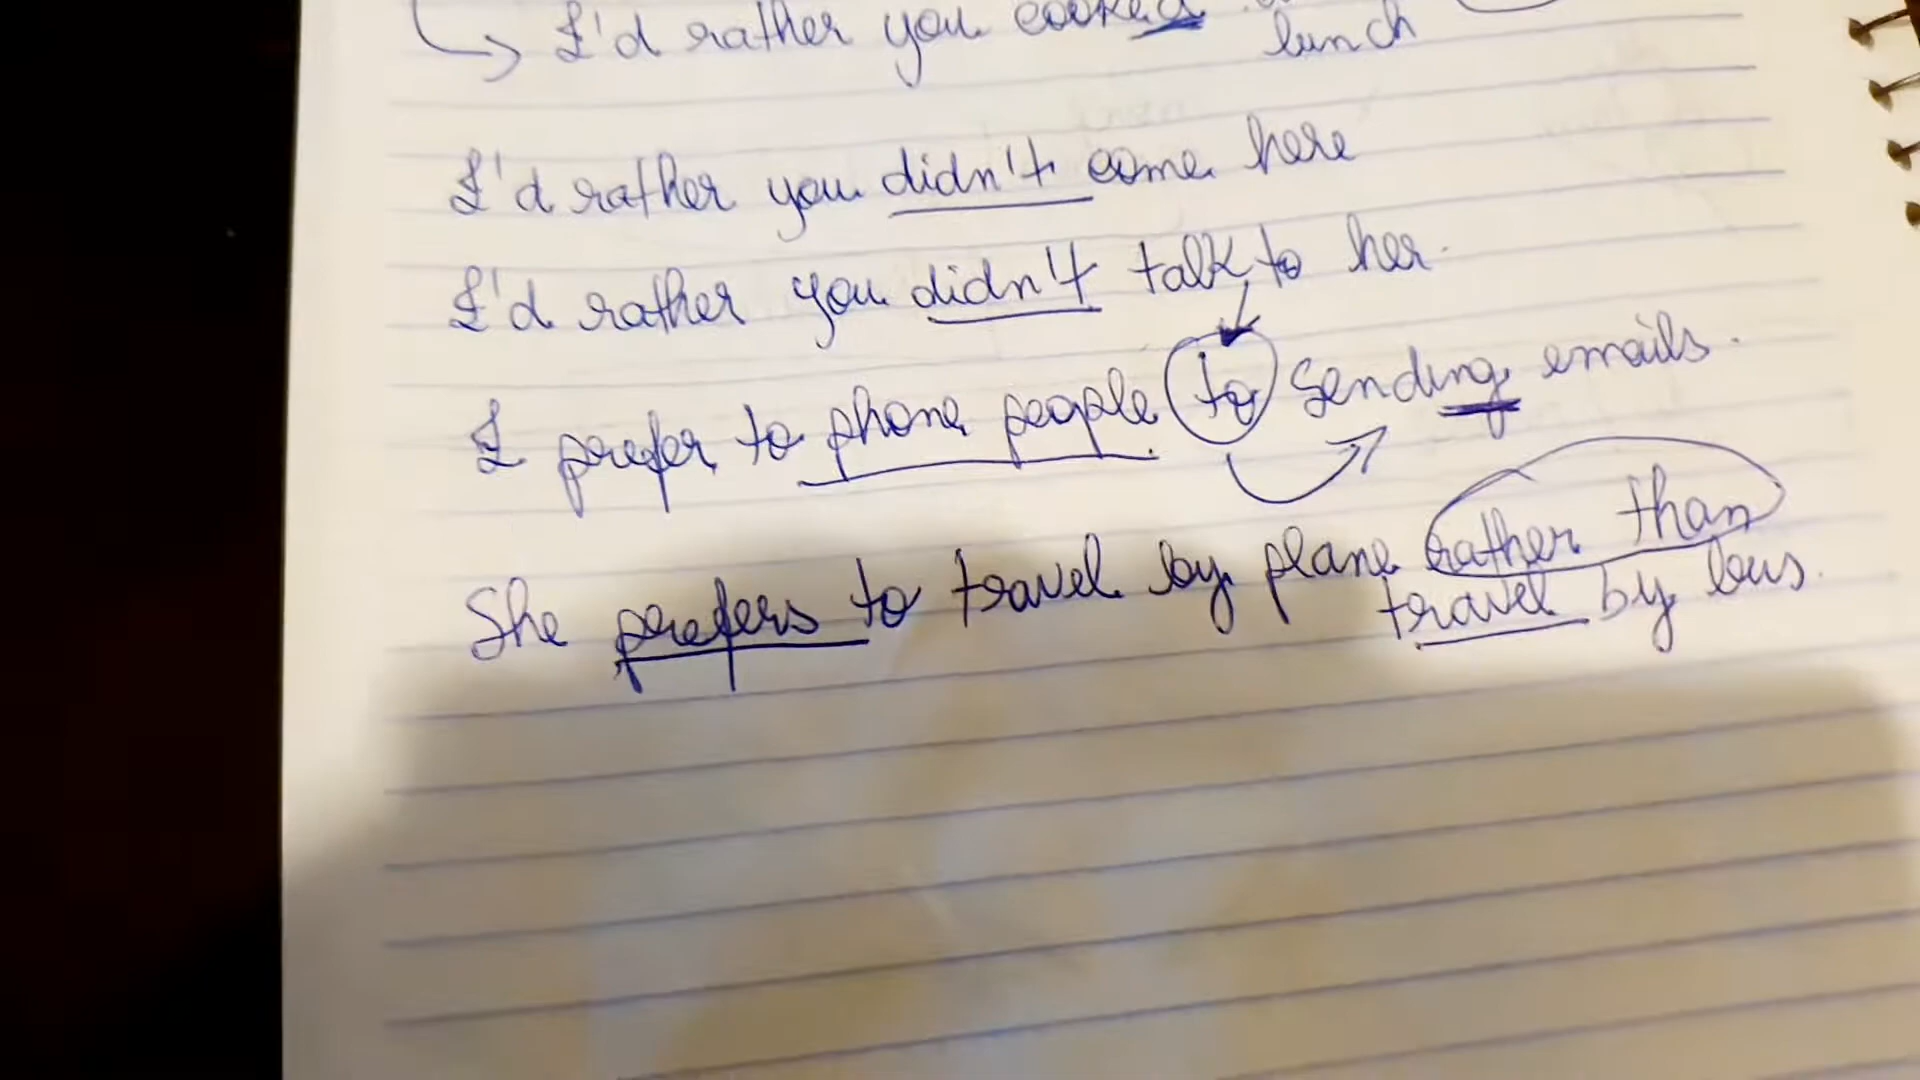 I'd rather you cooked
lunch
I'd rather you didn't come here
I'd rather you didn't talk to her.
I prefer to phone people to sending emails.
She prefers to travel by plane rather than
travel by bus.